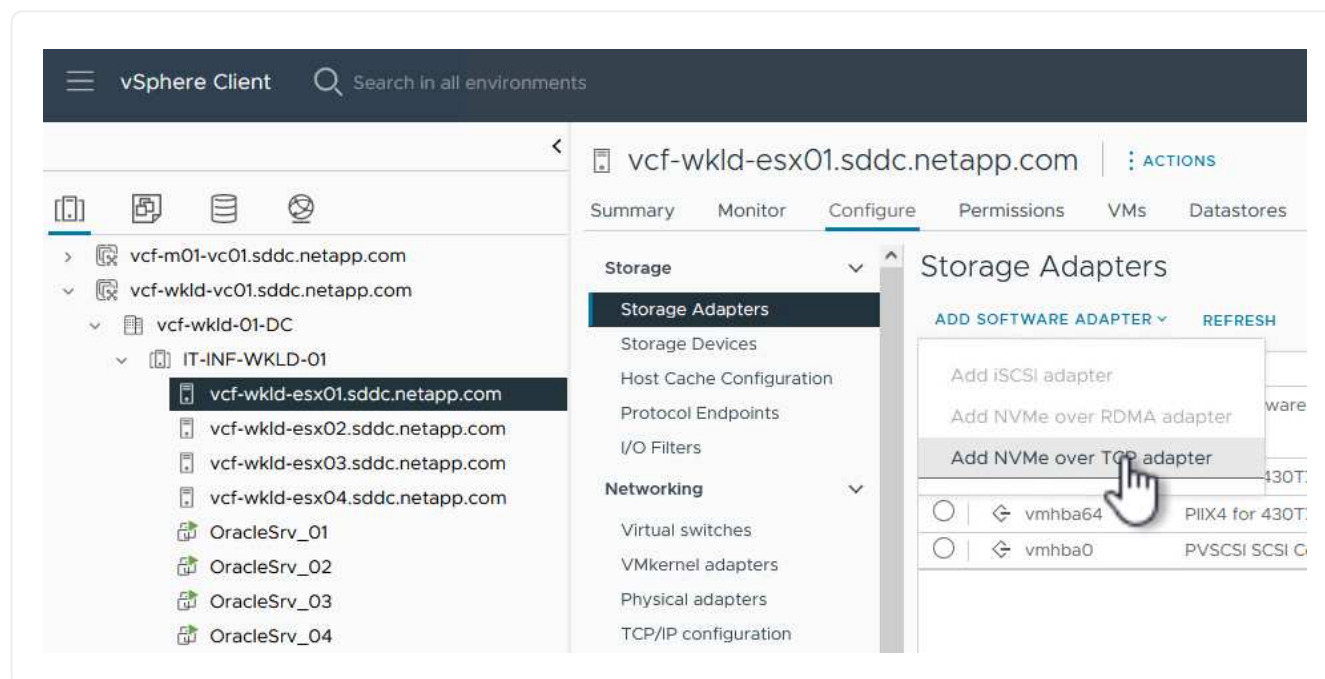 vSphere Client
Search in all environments
vcf-m01-vc01.sddc.netapp.com
vcf-wkld-vc01.sddc.netapp.com
vcf-wkld-01-DC
IT-INF-WKLD-01
vcf-wkld-esx01.sddc.netapp.com
vcf-wkld-esx02.sddc.netapp.com
vcf-wkld-esx03.sddc.netapp.com
vcf-wkld-esx04.sddc.netapp.com
OracleSrv_01
OracleSrv_02
OracleSrv_03
OracleSrv_04
vcf-wkld-esx01.sddc.netapp.com
ACTIONS
Summary Monitor Configure Permissions VMs Datastores
Storage
Storage Adapters
Storage Devices
Host Cache Configuration
Protocol Endpoints
I/O Filters
Networking
Virtual switches
VMkernel adapters
Physical adapters
TCP/IP configuration
Storage Adapters
ADD SOFTWARE ADAPTER REFRESH
Add iSCSI adapter
Add NVMe over RDMA adapter
Add NVMe over TCP adapter
vmhba64 PIIX4 for
vmhba0 PVSCSI SCSI